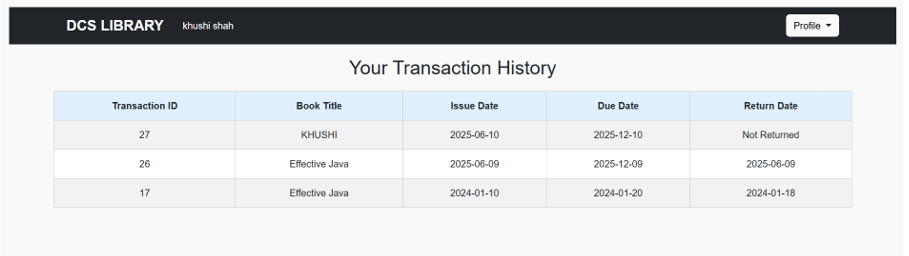 DCS LIBRARY khushi shah Profile
Your Transaction History
Transaction ID Book Title Issue Date Due Date Return Date
27 KHUSHI 2025-06-10 2025-12-10 Not Returned
26 Effective Java 2025-06-09 2025-12-09 2025-06-09
17 Effective Java 2024-01-10 2024-01-20 2024-01-18